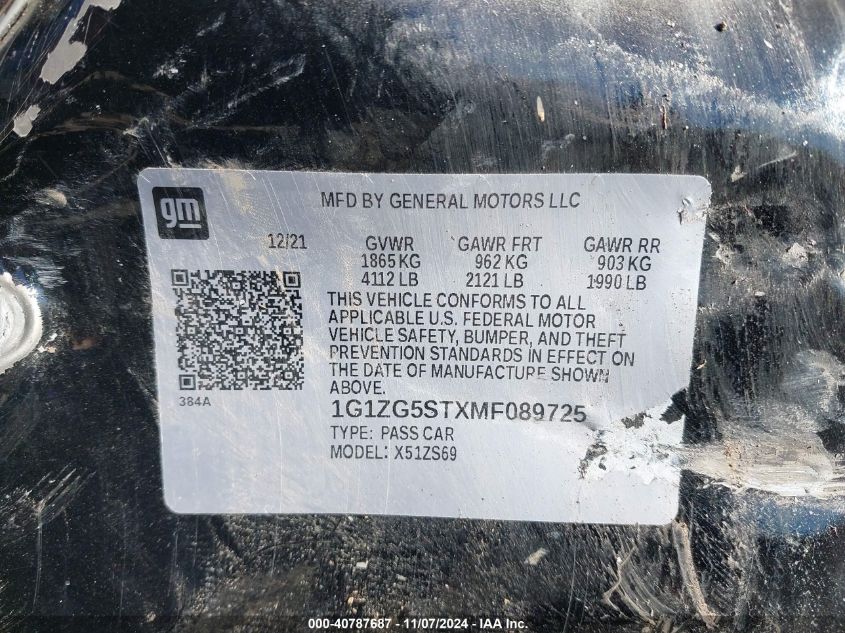 gm
MFD BY GENERAL MOTORS LLC
12/21 GVWR GAWR FRT GAWR RR
1865 KG 962 KG 903 KG
4112 LB 2121 LB 1990 LB
THIS VEHICLE CONFORMS TO ALL
APPLICABLE U.S. FEDERAL MOTOR
VEHICLE SAFETY, BUMPER, AND THEFT
PREVENTION STANDARDS IN EFFECT ON
THE DATE OF MANUFACTURE SHOWN
ABOVE.
384A
1G1ZG5STXMF089725
TYPE: PASS CAR
MODEL: X51ZS69
000-40787687 - 11/07/2024 - IAA Inc.